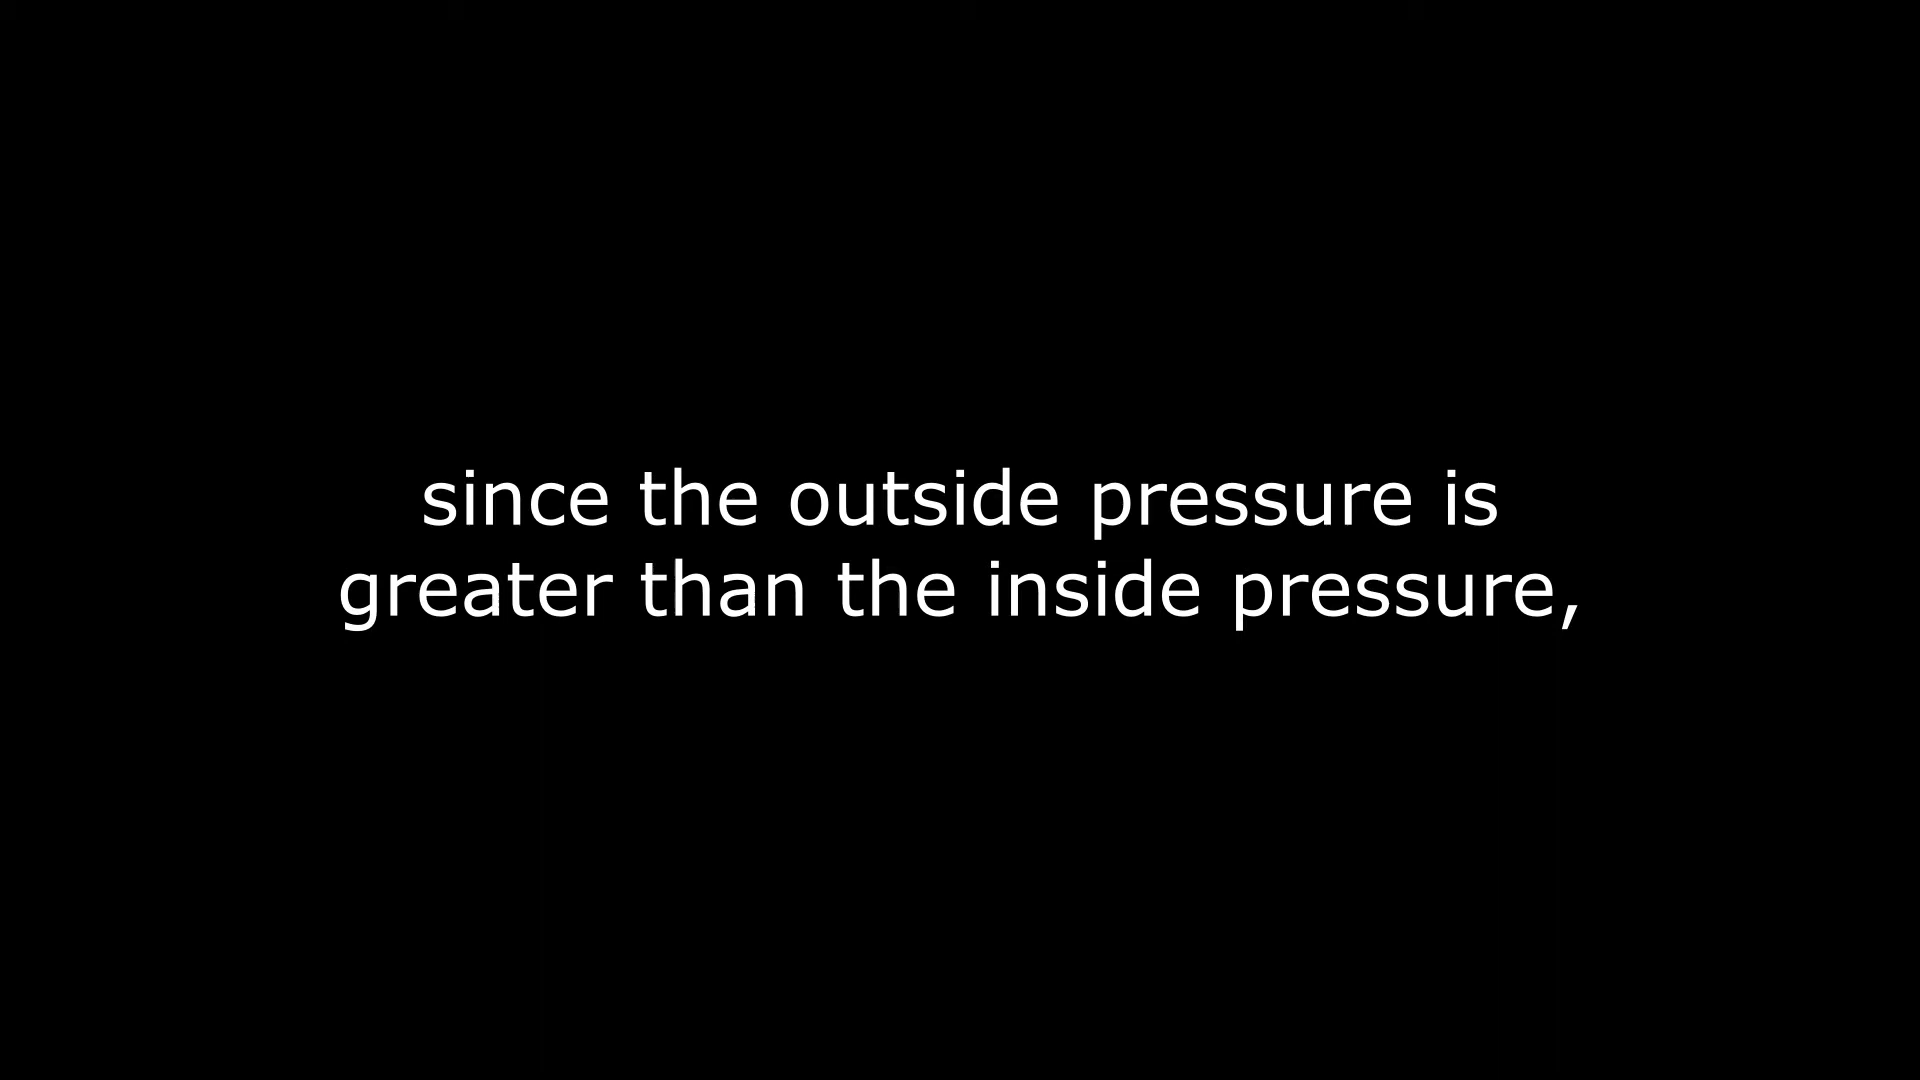 since the outside pressure is
greater than the inside pressure,